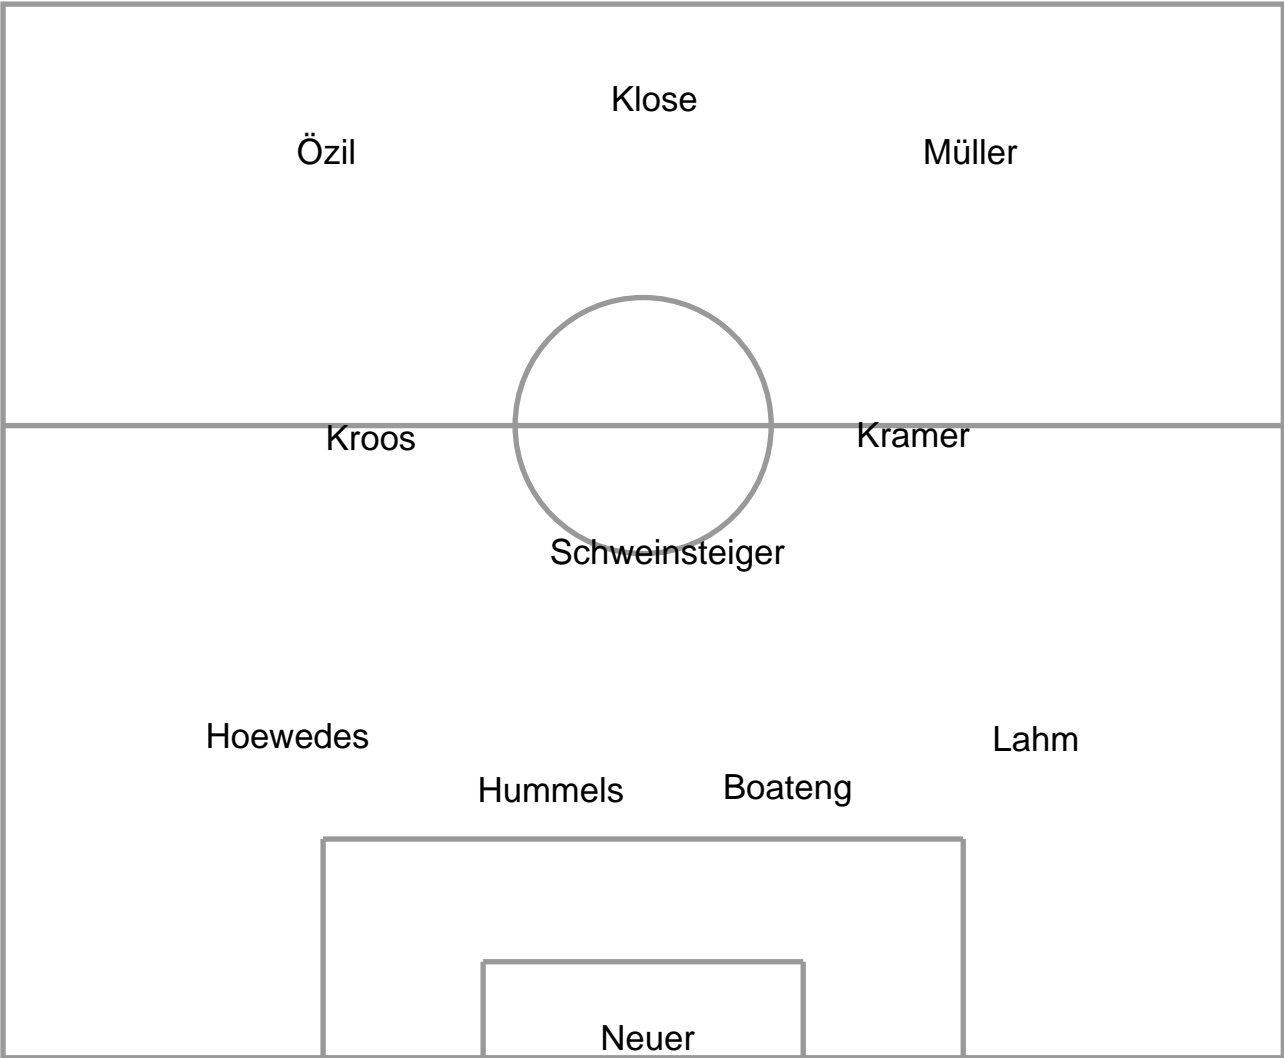 Klose
Özil
Müller
Kroos
Kramer
Schweinsteiger
Hoewedes
Lahm
Hummels
Boateng
Neuer